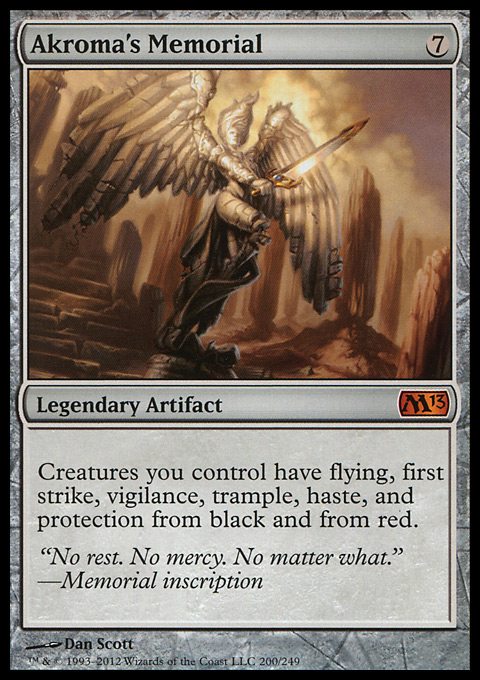 Akroma's Memorial 7
Legendary Artifact M13
Creatures you control have flying, first
strike, vigilance, trample, haste, and
protection from black and from red.
“No rest. No mercy. No matter what.”
—Memorial inscription
Dan Scott
™ & © 1993–2012 Wizards of the Coast LLC 200/249